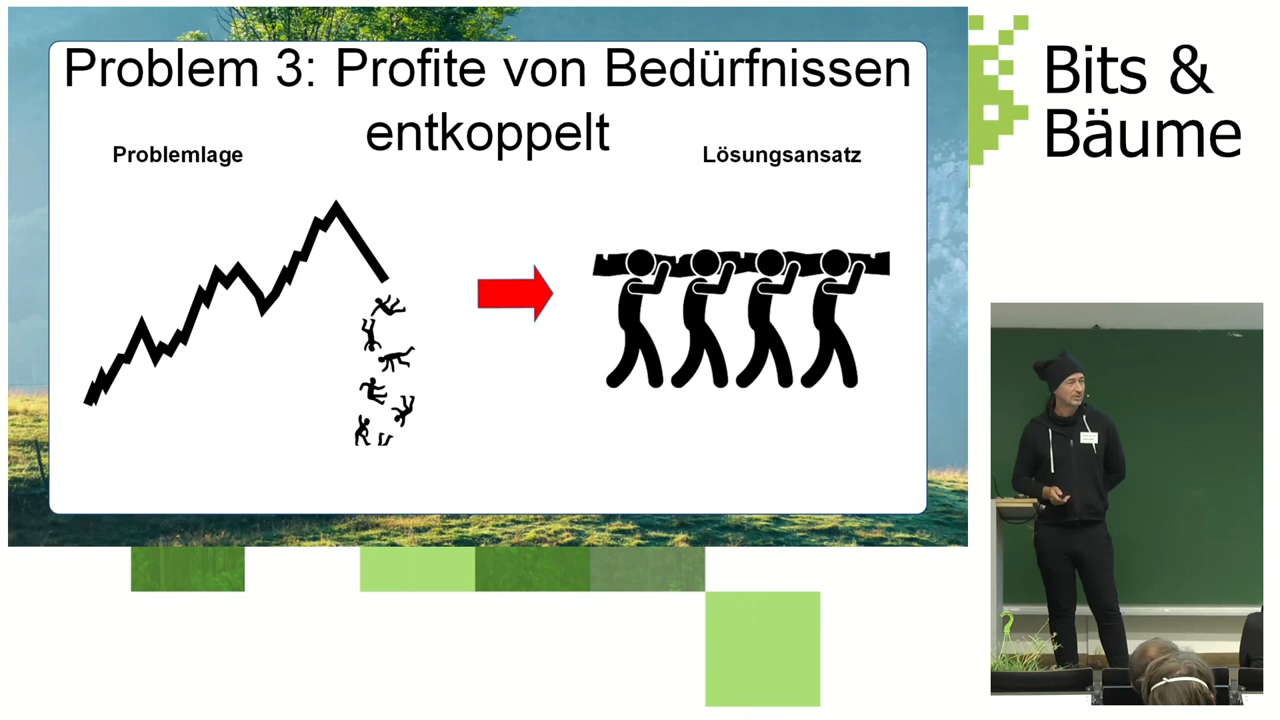 Problem 3: Profite von Bedürfnissen
entkoppelt
Problemlage
Lösungsansatz
Bits &
Bäume